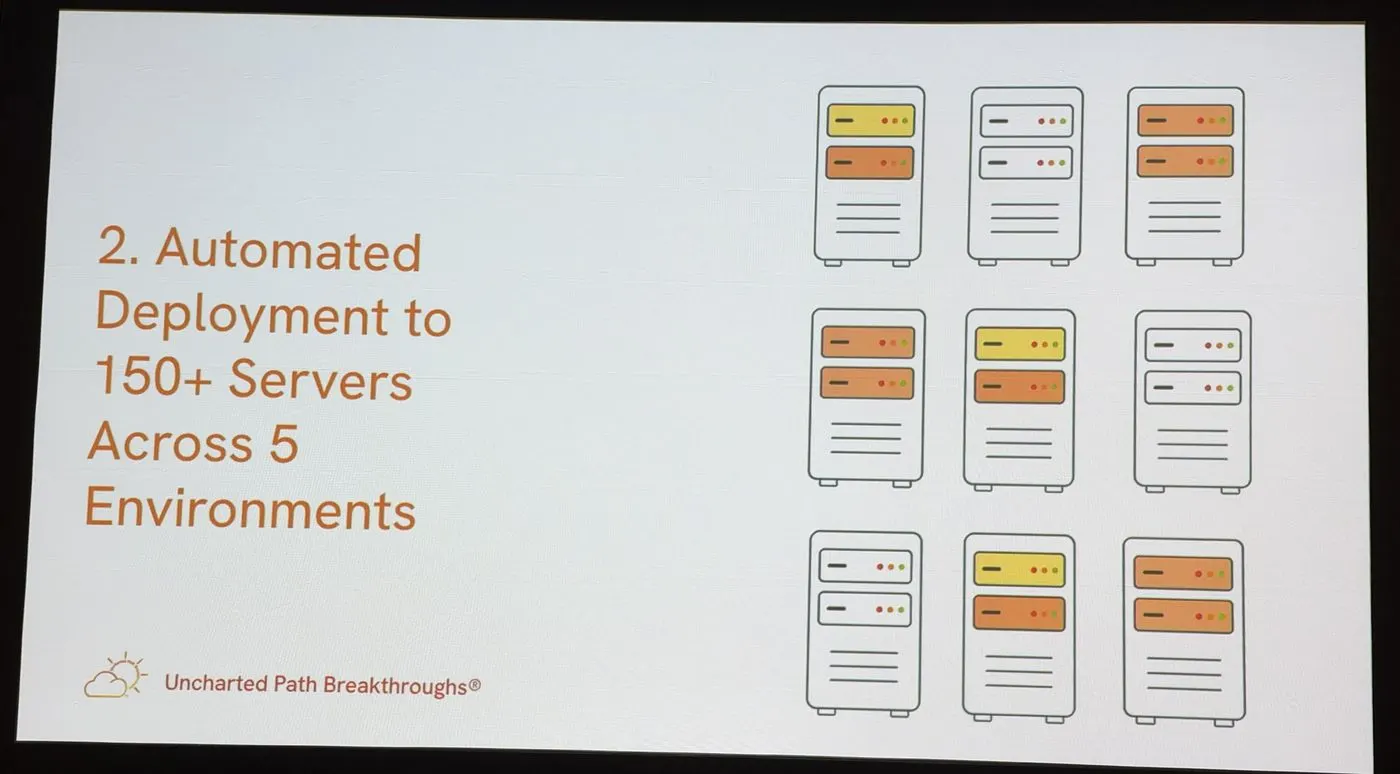 2. Automated
Deployment to
150+ Servers
Across 5
Environments
Uncharted Path Breakthroughs®